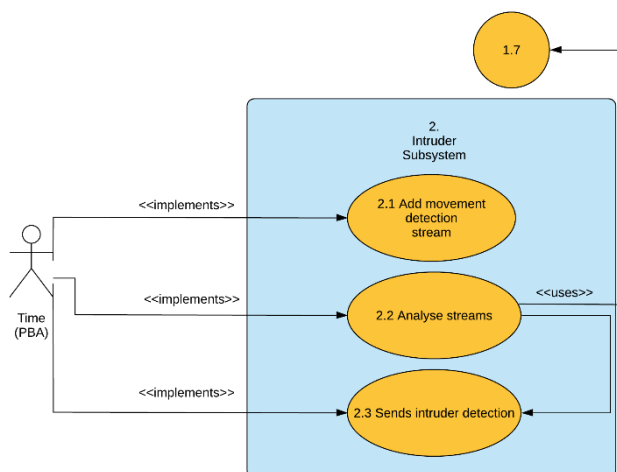 1.7
2.
Intruder
Subsystem
<<implements>>
2.1 Add movement
detection
stream
<<implements>>
<<uses>>
2.2 Analyse streams
Time
(PBA)
<<implements>>
2.3 Sends intruder detection